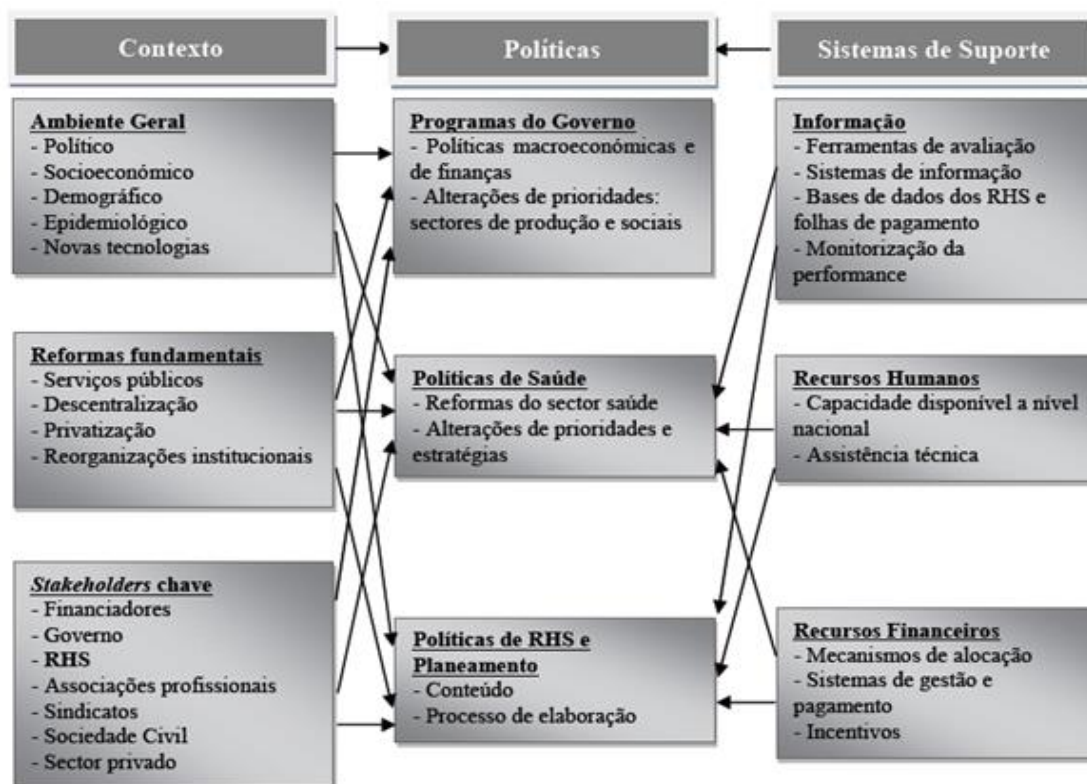 Contexto
Políticas
Sistemas de Suporte
Ambiente Geral
- Político
- Socioeconómico
- Demográfico
- Epidemiológico
- Novas tecnologias
Programas do Governo
- Políticas macroeconómicas e
de finanças
- Alterações de prioridades:
sectores de produção e sociais
Informação
- Ferramentas de avaliação
- Sistemas de informação
- Bases de dados dos RHS e
folhas de pagamento
- Monitorização da
performance
Reformas fundamentais
- Serviços públicos
- Descentralização
- Privatização
- Reorganizações institucionais
Políticas de Saúde
- Reformas do sector saúde
- Alterações de prioridades e
estratégias
Recursos Humanos
- Capacidade disponível a nível
nacional
- Assistência técnica
Stakeholders chave
- Financiadores
- Governo
- RHS
- Associações profissionais
- Sindicatos
- Sociedade Civil
- Sector privado
Políticas de RHS e
Planeamento
- Conteúdo
- Processo de elaboração
Recursos Financeiros
- Mecanismos de alocação
- Sistemas de gestão e
pagamento
- Incentivos